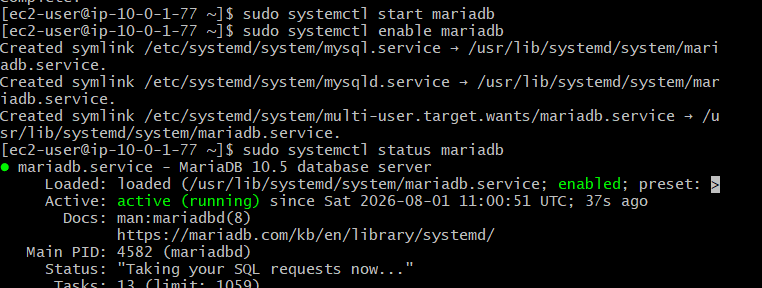 [ec2-user@ip-10-0-1-77 ~]$ sudo systemctl start mariadb
[ec2-user@ip-10-0-1-77 ~]$ sudo systemctl enable mariadb
Created symlink /etc/systemd/system/mysql.service → /usr/lib/systemd/system/mari
adb.service.
Created symlink /etc/systemd/system/mysqld.service → /usr/lib/systemd/system/mar
iadb.service.
Created symlink /etc/systemd/system/multi-user.target.wants/mariadb.service → /u
sr/lib/systemd/system/mariadb.service.
[ec2-user@ip-10-0-1-77 ~]$ sudo systemctl status mariadb
● mariadb.service - MariaDB 10.5 database server
Loaded: loaded (/usr/lib/systemd/system/mariadb.service; enabled; preset: >
Active: active (running) since Sat 2026-08-01 11:00:51 UTC; 37s ago
Docs: man:mariadbd(8)
https://mariadb.com/kb/en/library/systemd/
Main PID: 4582 (mariadbd)
Status: "Taking your SQL requests now..."
Tasks: 13 (limit: 1059)